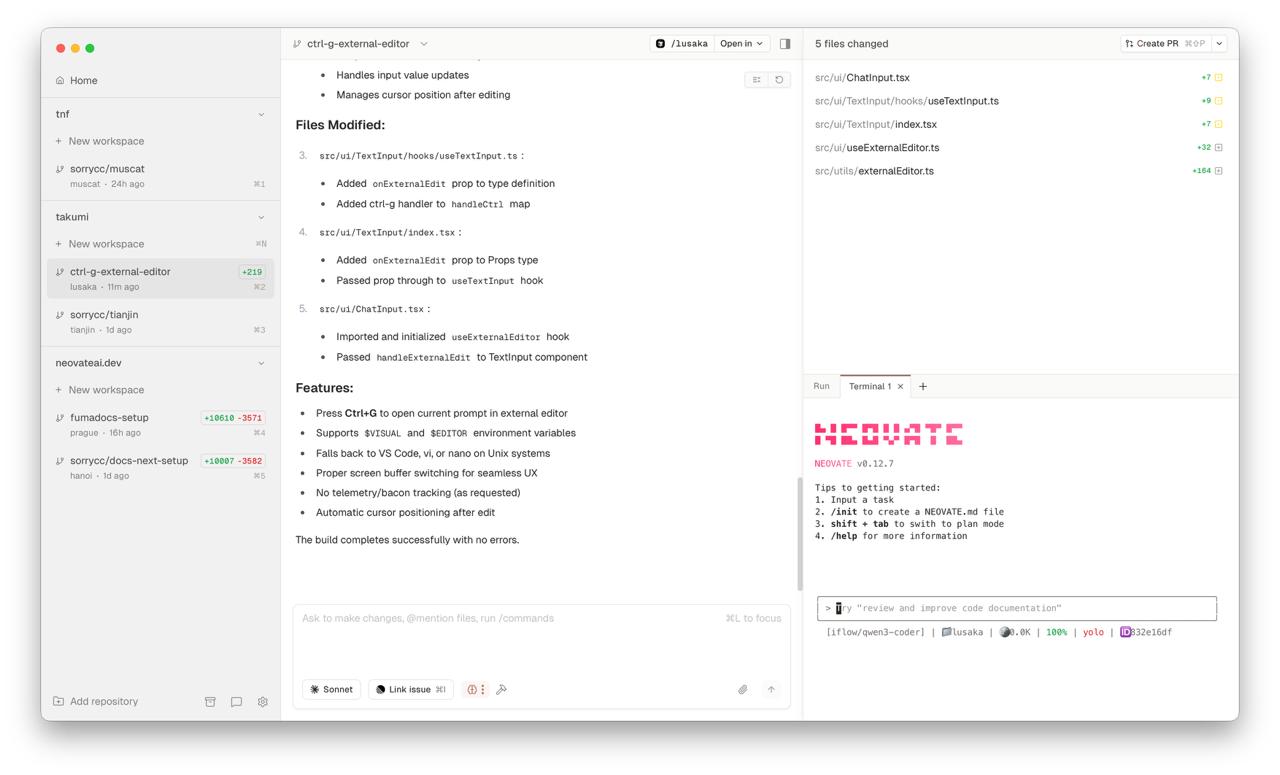 Home
tnf
+ New workspace
sorrycc/muscat
muscat • 24h ago ⌘1
takumi
+ New workspace ⌘N
ctrl-g-external-editor +219
lusaka • 11m ago ⌘2
sorrycc/tianjin
tianjin • 1d ago ⌘3
neovateai.dev
+ New workspace
fumadocs-setup +10610 -3571
prague • 16h ago ⌘4
sorrycc/docs-next-setup +10007 -3582
hanoi • 1d ago ⌘5
Add repository
ctrl-g-external-editor
/lusaka Open in
• Handles input value updates
• Manages cursor position after editing
Files Modified:
3. src/ui/TextInput/hooks/useTextInput.ts :
• Added onExternalEdit prop to type definition
• Added ctrl-g handler to handleCtrl map
4. src/ui/TextInput/index.tsx :
• Added onExternalEdit prop to Props type
• Passed prop through to useTextInput hook
5. src/ui/ChatInput.tsx :
• Imported and initialized useExternalEditor hook
• Passed handleExternalEdit to TextInput component
Features:
• Press Ctrl+G to open current prompt in external editor
• Supports $VISUAL and $EDITOR environment variables
• Falls back to VS Code, vi, or nano on Unix systems
• Proper screen buffer switching for seamless UX
• No telemetry/bacon tracking (as requested)
• Automatic cursor positioning after edit
The build completes successfully with no errors.
Ask to make changes, @mention files, run /commands ⌘L to focus
Sonnet Link issue ⌘I
5 files changed Create PR ⌘⇧P
src/ui/ChatInput.tsx +7
src/ui/TextInput/hooks/useTextInput.ts +9
src/ui/TextInput/index.tsx +7
src/ui/useExternalEditor.ts +32
src/utils/externalEditor.ts +164
Run Terminal 1 × +
NEOVATE
NEOVATE v0.12.7
Tips to getting started:
1. Input a task
2. /init to create a NEOVATE.md file
3. shift + tab to swith to plan mode
4. /help for more information
> Try "review and improve code documentation"
[iflow/qwen3-coder] | lusaka | 0.0K | 100% | yolo | 🆔832e16df